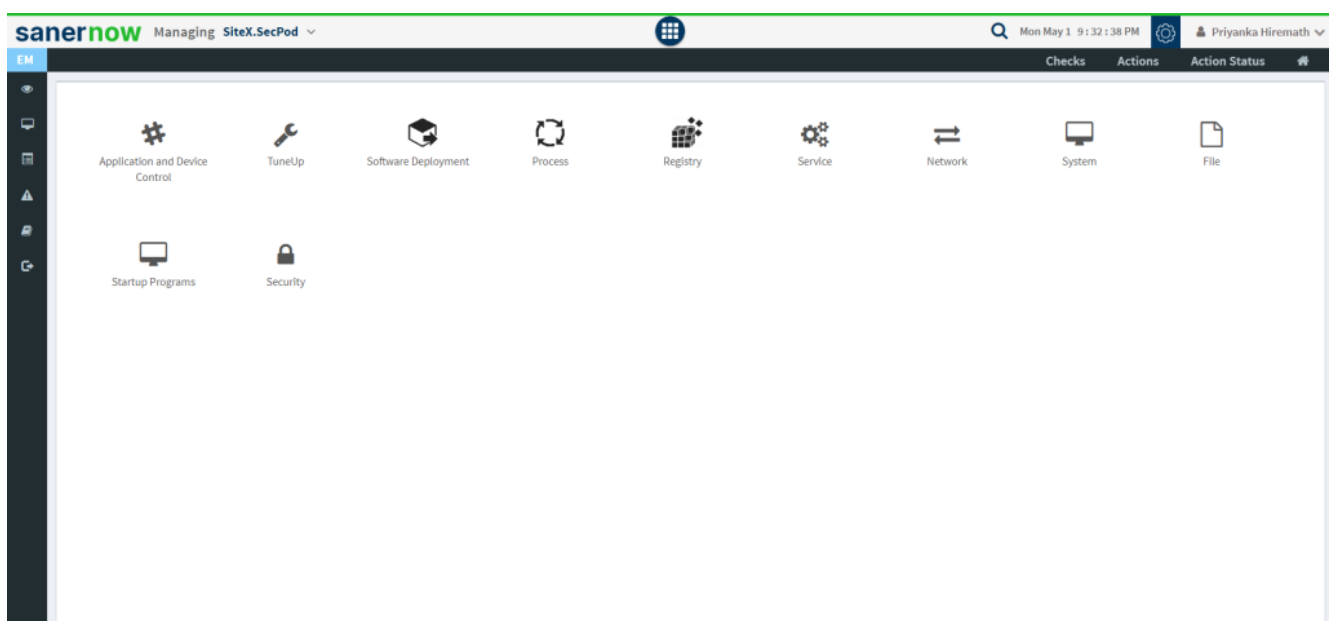 sanernow Managing SiteX.SecPod Mon May 1 9:32:38 PM Priyanka Hiremath
EM Checks Actions Action Status
Application and Device Control
TuneUp
Software Deployment
Process
Registry
Service
Network
System
File
Startup Programs
Security